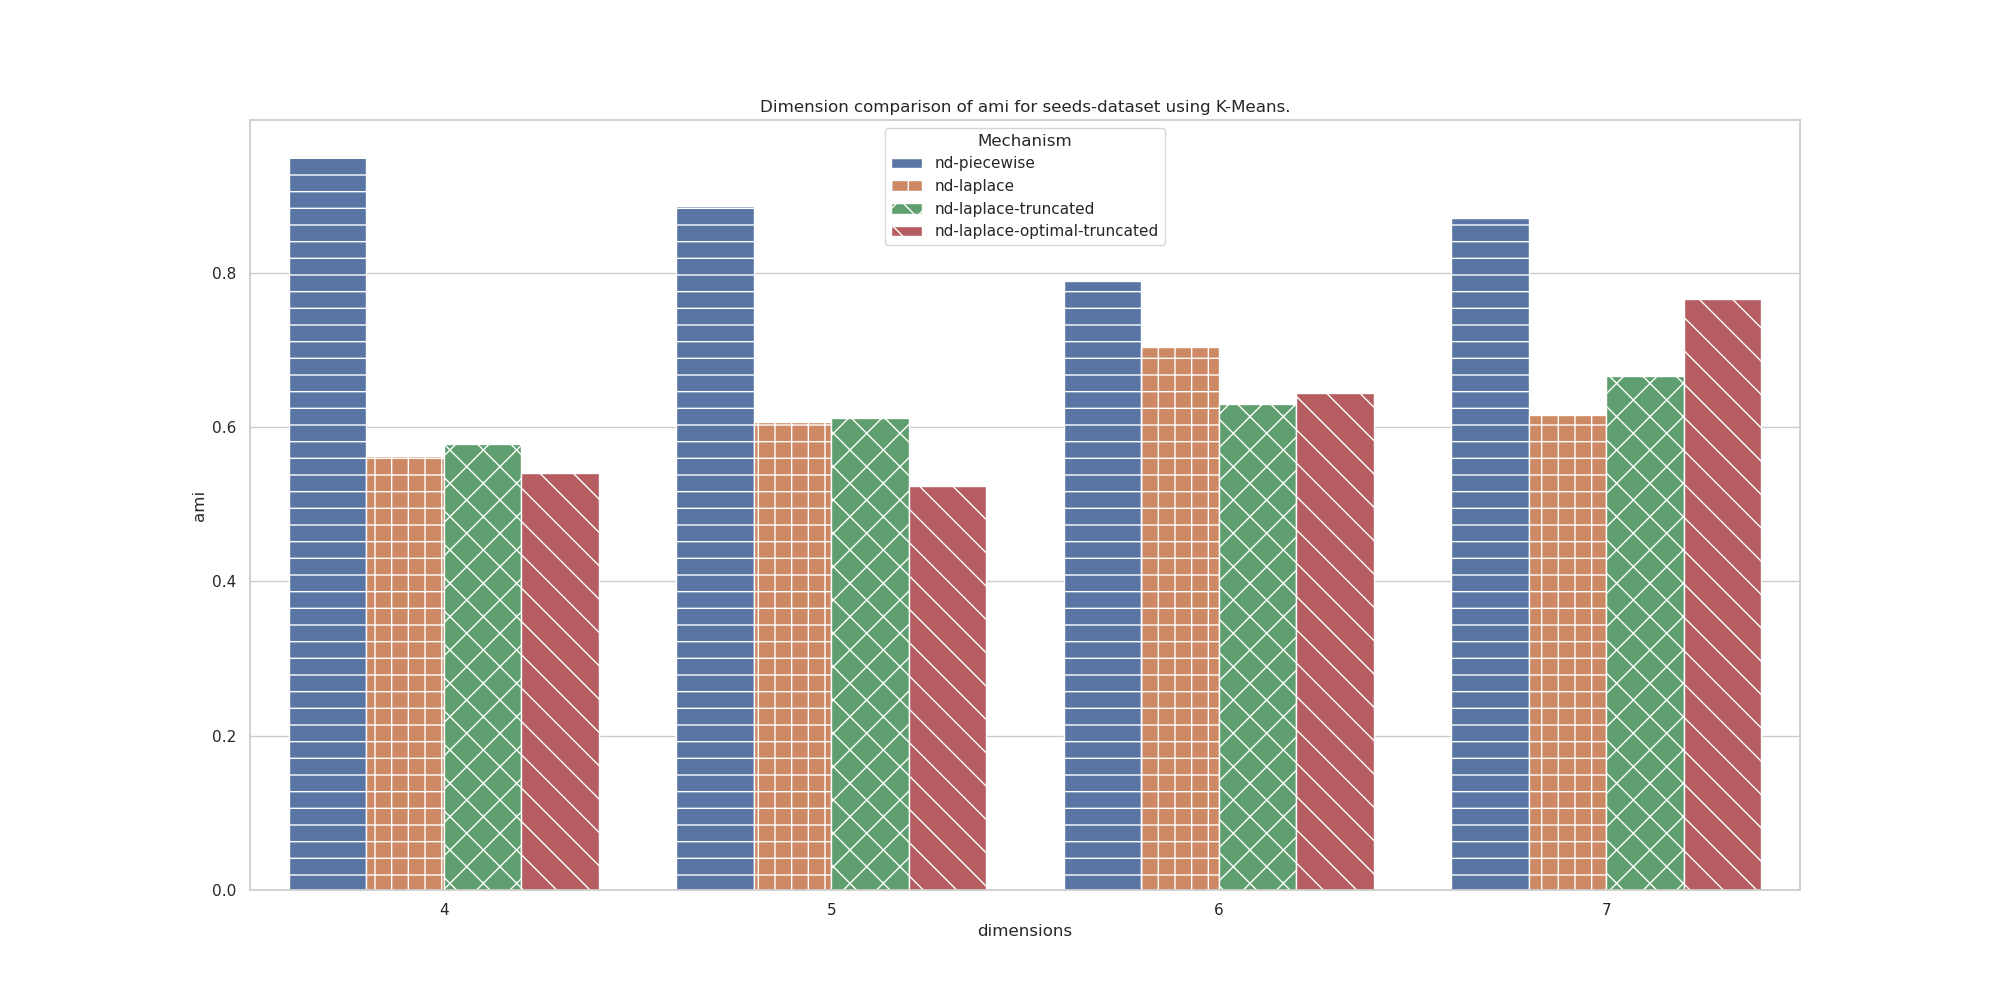 Dimension comparison of ami for seeds-dataset using K-Means.
Mechanism
nd-piecewise
nd-laplace
nd-laplace-truncated
nd-laplace-optimal-truncated
0.8
0.6
0.4
0.2
0.0
ami
4 5 6 7
dimensions